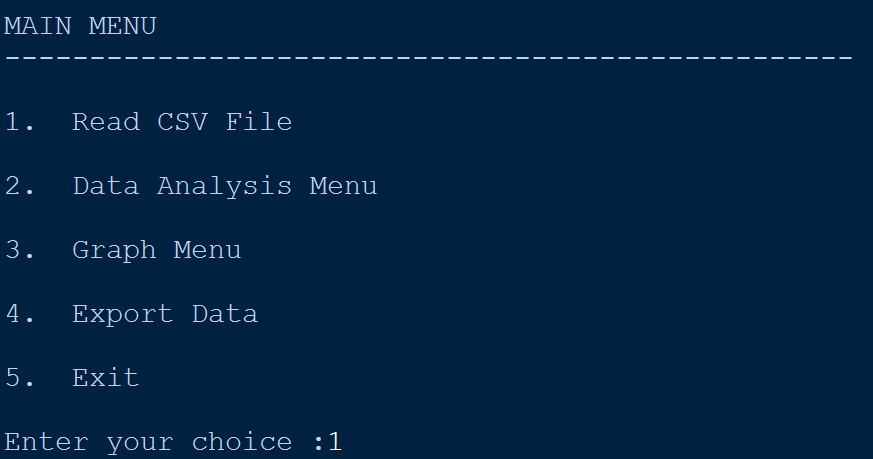 MAIN MENU
--------------------------------------------------
1.  Read CSV File
2.  Data Analysis Menu
3.  Graph Menu
4.  Export Data
5.  Exit
Enter your choice :1